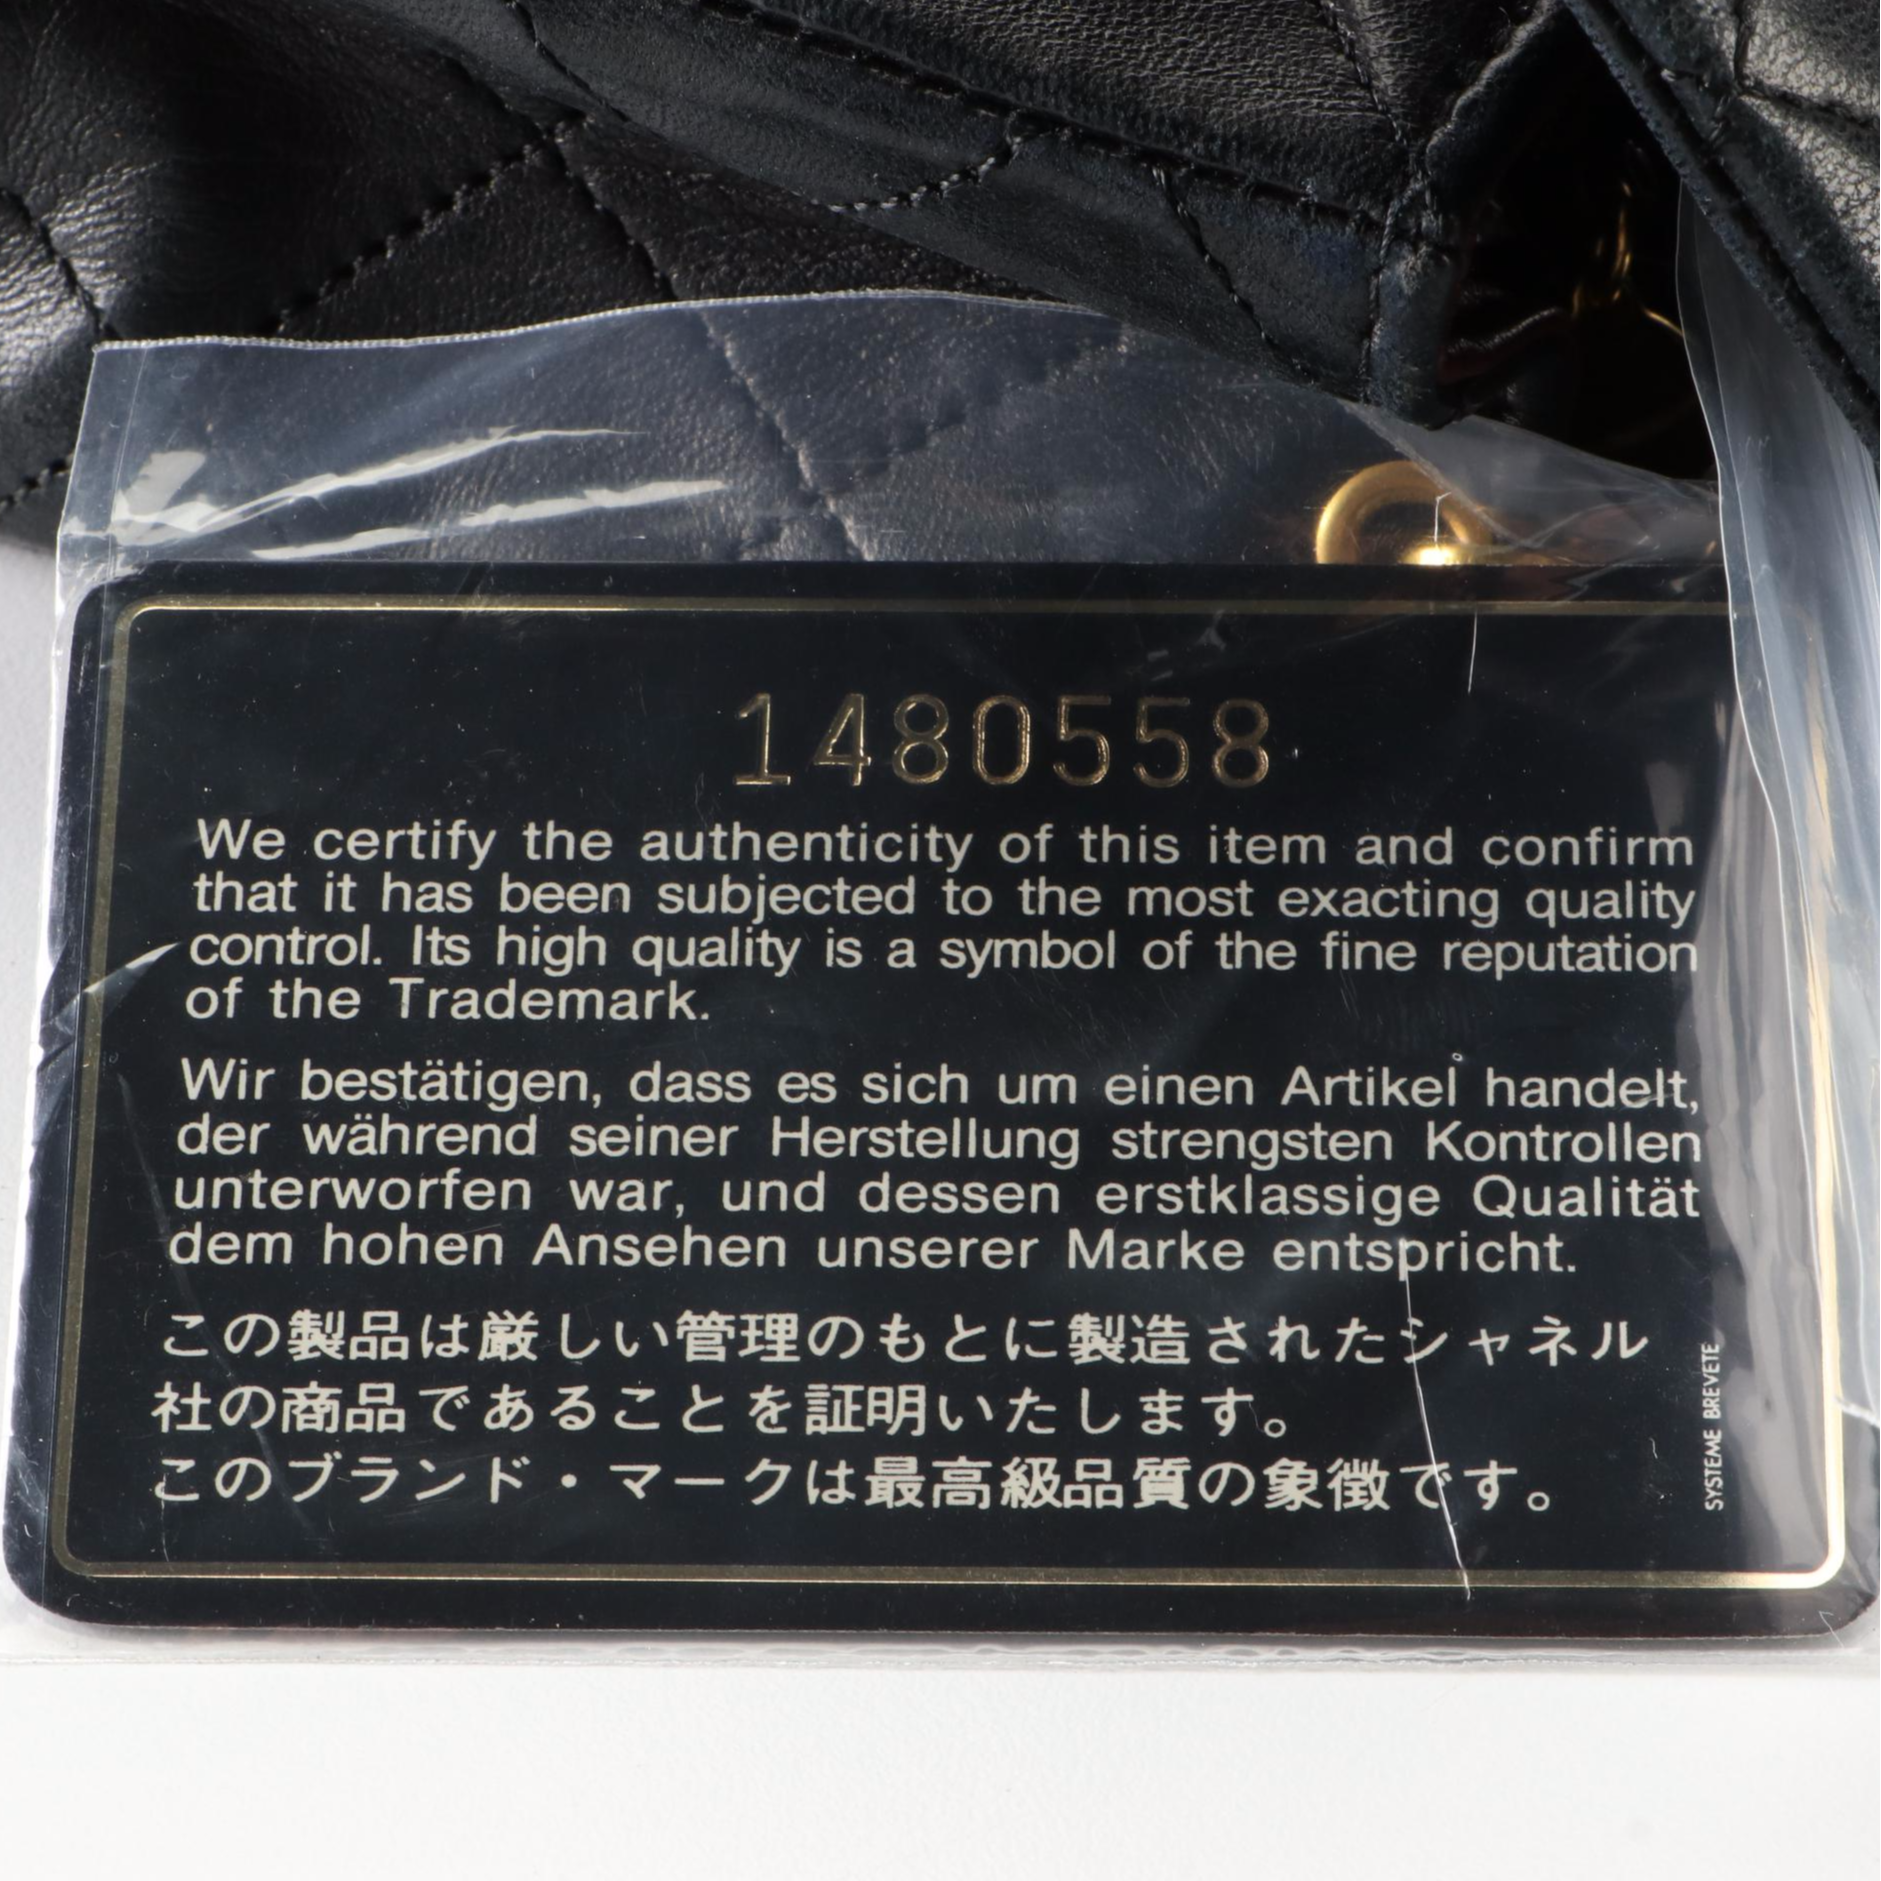 1480558
We certify the authenticity of this item and confirm
that it has been subjected to the most exacting quality
control. Its high quality is a symbol of the fine reputation
of the Trademark.
Wir bestätigen, dass es sich um einen Artikel handelt,
der während seiner Herstellung strengsten Kontrollen
unterworfen war, und dessen erstklassige Qualität
dem hohen Ansehen unserer Marke entspricht.
この製品は厳しい管理のもとに製造されたシャネル
社の商品であることを証明いたします。
このブランド・マークは最高級品質の象徴です。
SYSTEME BREVETE